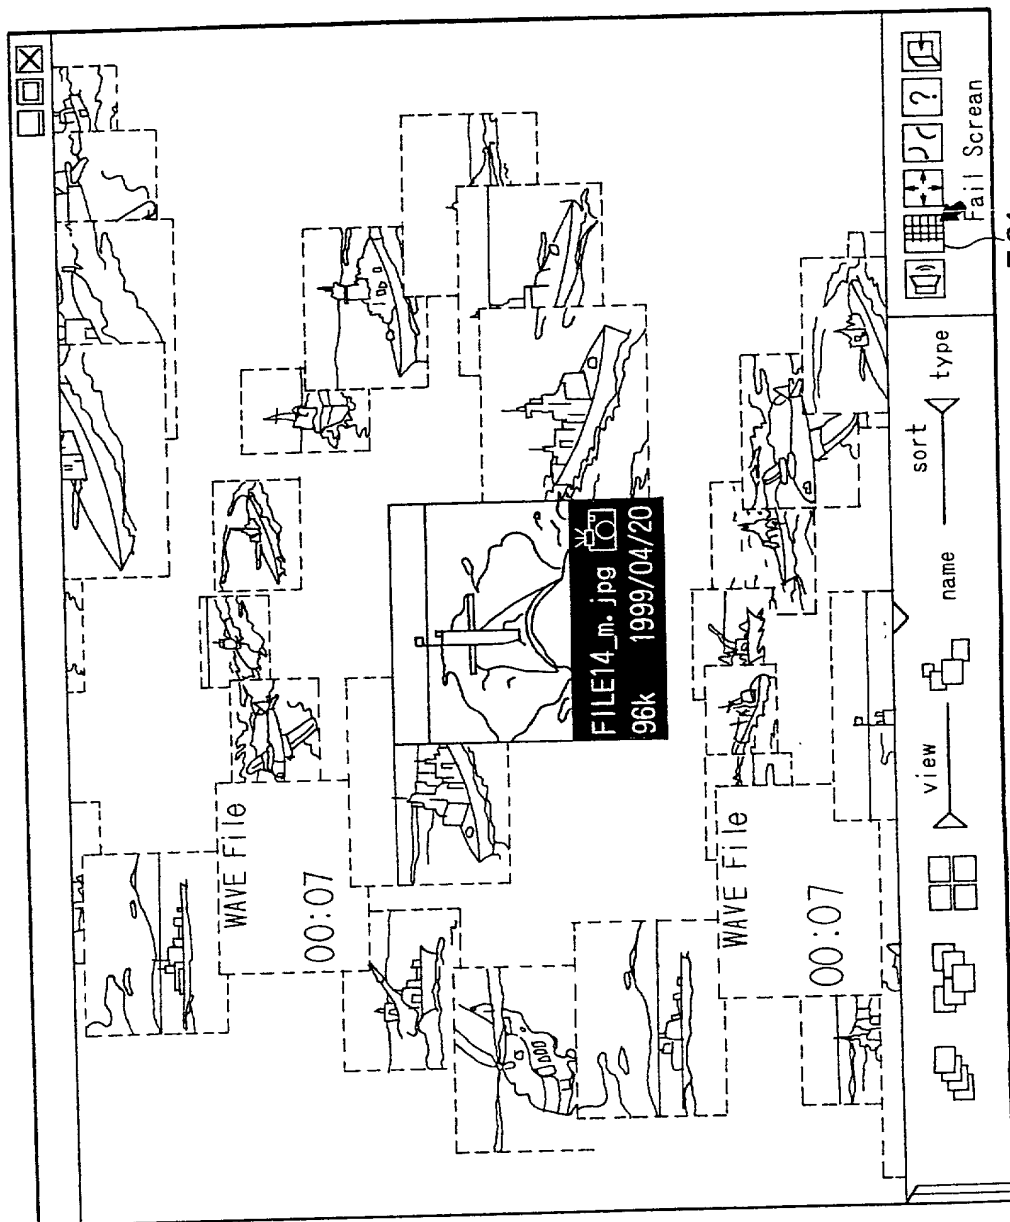 WAVE File
00:07
FILE14_m.jpg
96k 1999/04/20
WAVE File
00:07
view
name
sort
type
?
Fail Screan